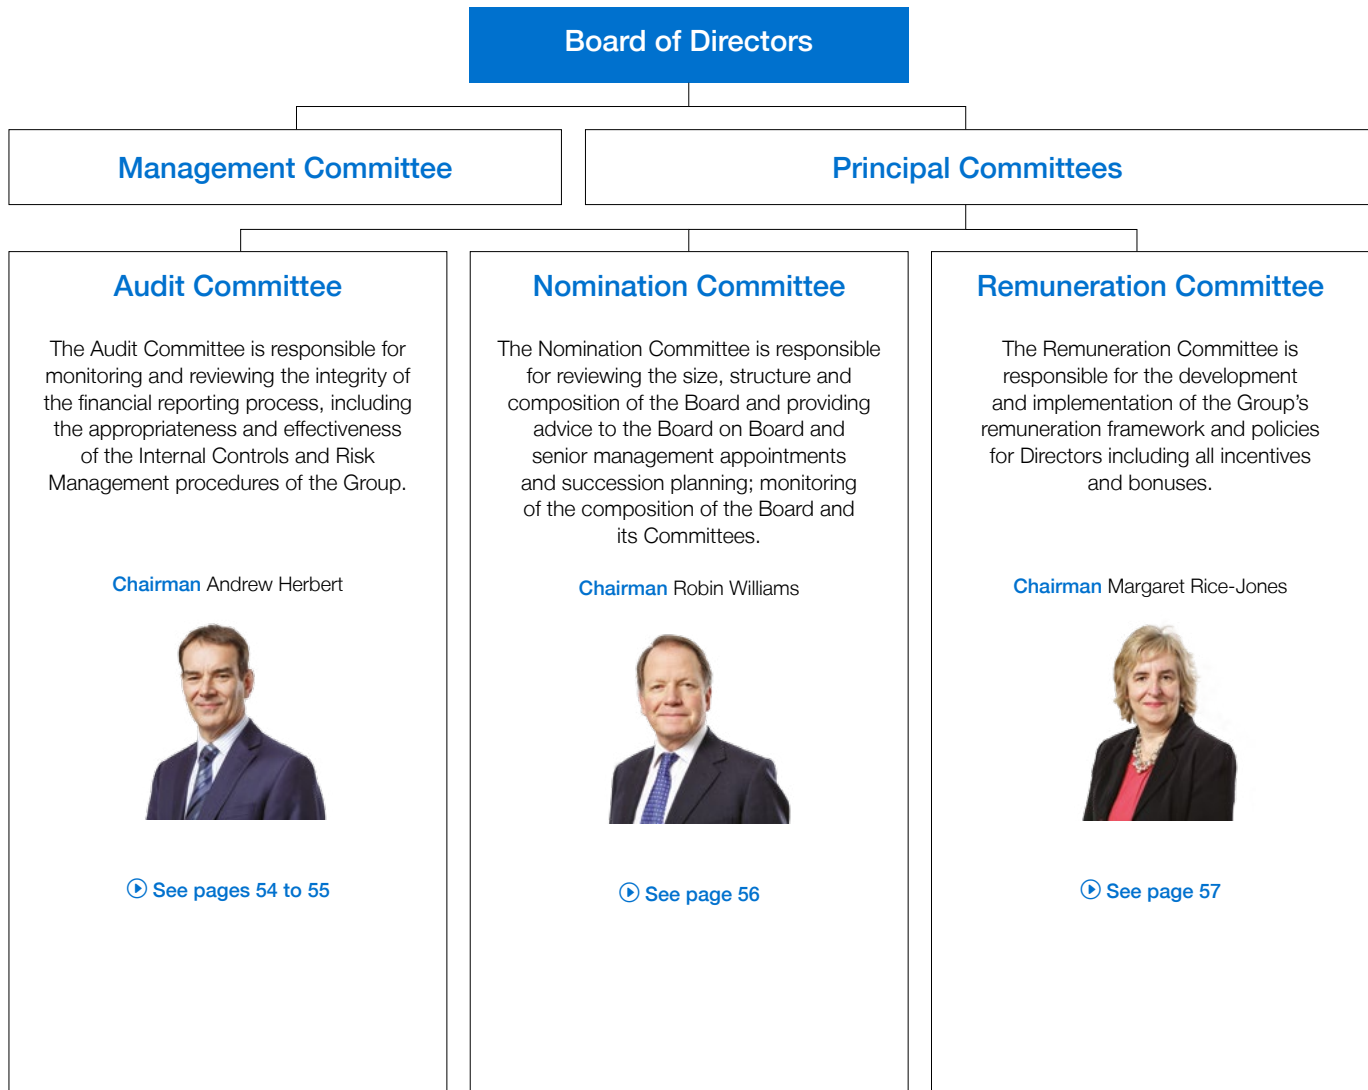 Board of Directors
Management Committee
Principal Committees
Audit Committee
The Audit Committee is responsible for
monitoring and reviewing the integrity of
the financial reporting process, including
the appropriateness and effectiveness
of the Internal Controls and Risk
Management procedures of the Group.
Chairman Andrew Herbert
See pages 54 to 55
Nomination Committee
The Nomination Committee is responsible
for reviewing the size, structure and
composition of the Board and providing
advice to the Board on Board and
senior management appointments
and succession planning; monitoring
of the composition of the Board and
its Committees.
Chairman Robin Williams
See page 56
Remuneration Committee
The Remuneration Committee is
responsible for the development
and implementation of the Group’s
remuneration framework and policies
for Directors including all incentives
and bonuses.
Chairman Margaret Rice-Jones
See page 57